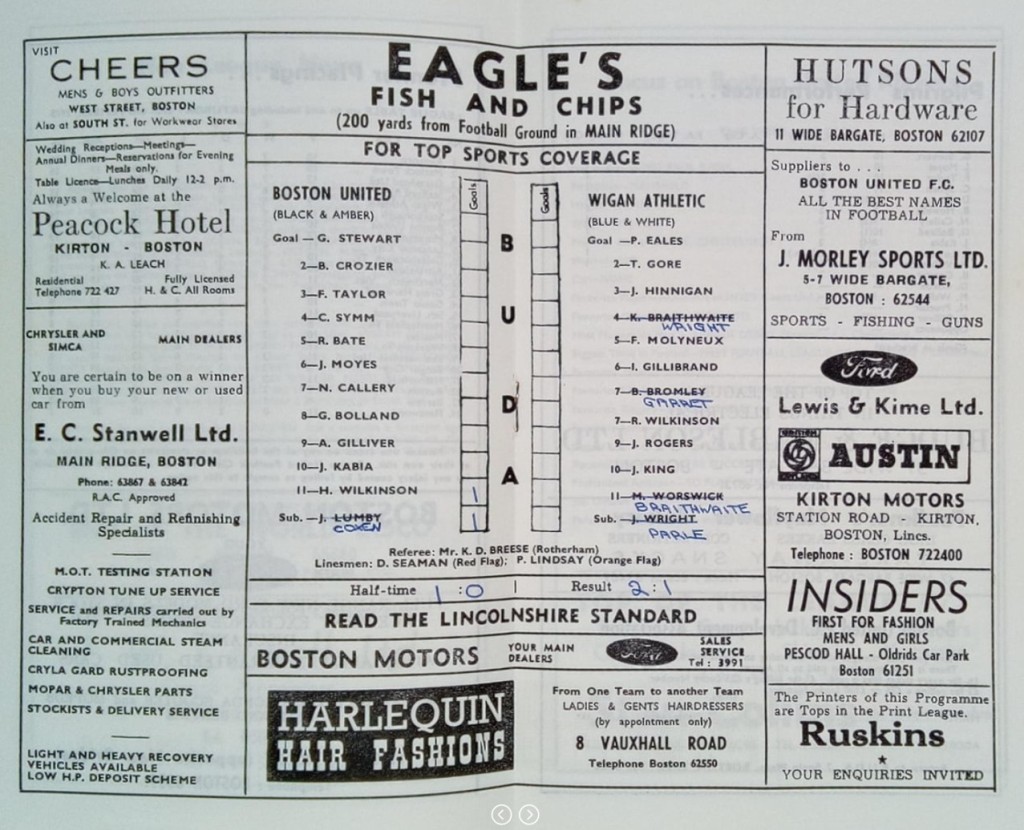 VISIT
CHEERS
MENS & BOYS OUTFITTERS
WEST STREET, BOSTON
Also at SOUTH ST. for Workwear Stores
Wedding Receptions—Meetings—
Annual Dinners—Reservations for Evening
Meals only.
Table Licence—Lunches Daily 12-2 p.m.
Always a Welcome at the
Peacock Hotel
KIRTON - BOSTON
K. A. LEACH
Residential Fully Licensed
Telephone 722 427 H. & C. All Rooms
CHRYSLER AND
SIMCA MAIN DEALERS
You are certain to be on a winner
when you buy your new or used
car from
E. C. Stanwell Ltd.
MAIN RIDGE, BOSTON
Phone: 63867 & 63842
R.A.C. Approved
Accident Repair and Refinishing
Specialists
M.O.T. TESTING STATION
CRYPTON TUNE UP SERVICE
SERVICE and REPAIRS carried out by
Factory Trained Mechanics
CAR AND COMMERCIAL STEAM
CLEANING
CRYLA GARD RUSTPROOFING
MOPAR & CHRYSLER PARTS
STOCKISTS & DELIVERY SERVICE
LIGHT AND HEAVY RECOVERY
VEHICLES AVAILABLE
LOW H.P. DEPOSIT SCHEME
EAGLE'S
FISH AND CHIPS
(200 yards from Football Ground in MAIN RIDGE)
FOR TOP SPORTS COVERAGE
BOSTON UNITED
(BLACK & AMBER)
Goal — G. STEWART
2—B. CROZIER
3—F. TAYLOR
4—C. SYMM
5—R. BATE
6—J. MOYES
7—N. CALLERY
8—G. BOLLAND
9—A. GILLIVER
10—J. KABIA
11—H. WILKINSON 1
Sub. — J. LUMBY 1
COXEN
Goals
B
U
D
A
Goals
WIGAN ATHLETIC
(BLUE & WHITE)
Goal —P. EALES
2—T. GORE
3—J. HINNIGAN
4—K. BRAITHWAITE
WRIGHT
5—F. MOLYNEUX
6—I. GILLIBRAND
7—B. BROMLEY
GARRET
8—R. WILKINSON
9—J. ROGERS
10—J. KING
11—M. WORSWICK
BRAITHWAITE
Sub.—J. WRIGHT
PARLE
Referee: Mr. K. D. BREESE (Rotherham)
Linesmen: D. SEAMAN (Red Flag); P. LINDSAY (Orange Flag)
Half-time 1 : 0 Result 2 : 1
READ THE LINCOLNSHIRE STANDARD
BOSTON MOTORS YOUR MAIN DEALERS Ford SALES SERVICE Tel: 3991
HARLEQUIN
HAIR FASHIONS
From One Team to another Team
LADIES & GENTS HAIRDRESSERS
(by appointment only)
8 VAUXHALL ROAD
Telephone Boston 62550
HUTSONS
for Hardware
11 WIDE BARGATE, BOSTON 62107
Suppliers to . . .
BOSTON UNITED F.C.
ALL THE BEST NAMES
IN FOOTBALL
From
J. MORLEY SPORTS LTD.
5-7 WIDE BARGATE,
BOSTON : 62544
SPORTS - FISHING - GUNS
Ford
Lewis & Kime Ltd.
AUSTIN
KIRTON MOTORS
STATION ROAD - KIRTON,
BOSTON, Lincs.
Telephone : BOSTON 722400
INSIDERS
FIRST FOR FASHION
MENS AND GIRLS
PESCOD HALL - Oldrids Car Park
Boston 61251
The Printers of this Programme
are Tops in the Print League.
Ruskins
YOUR ENQUIRIES INVITED